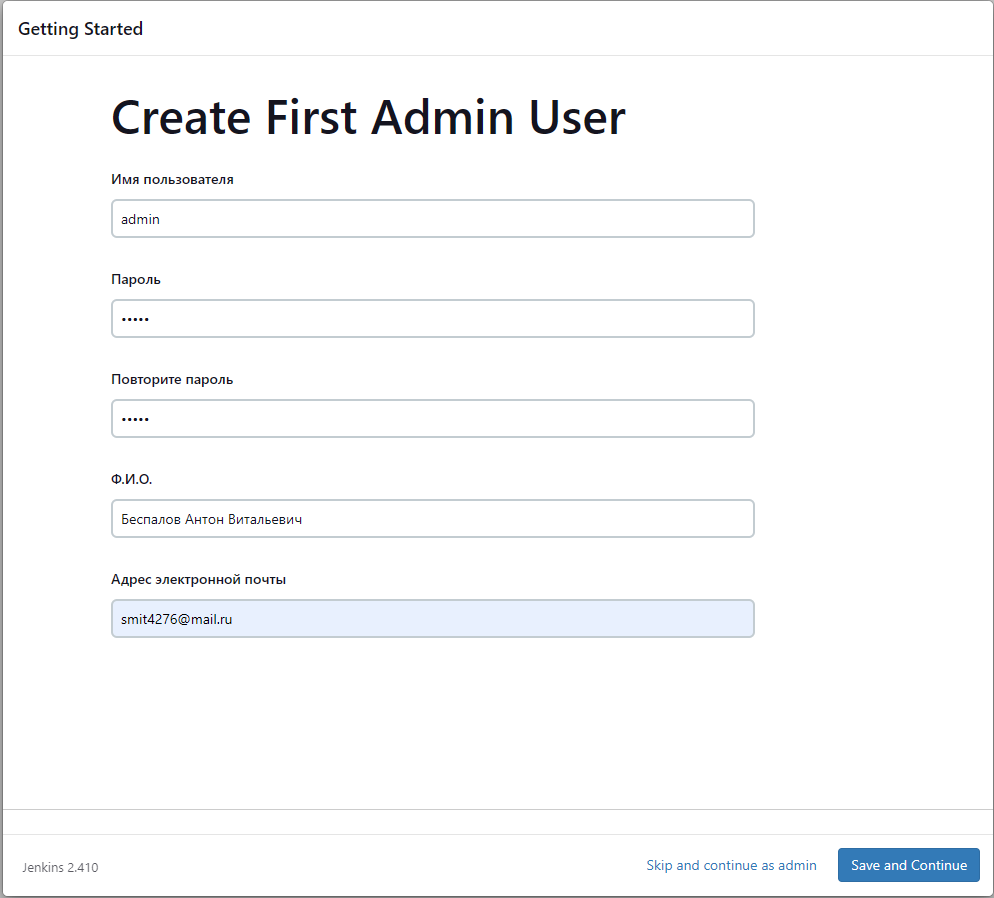 Getting Started
Create First Admin User
Имя пользователя
admin
Пароль
•••••
Повторите пароль
•••••
Ф.И.О.
Беспалов Антон Витальевич
Адрес электронной почты
smit4276@mail.ru
Jenkins 2.410
Skip and continue as admin
Save and Continue